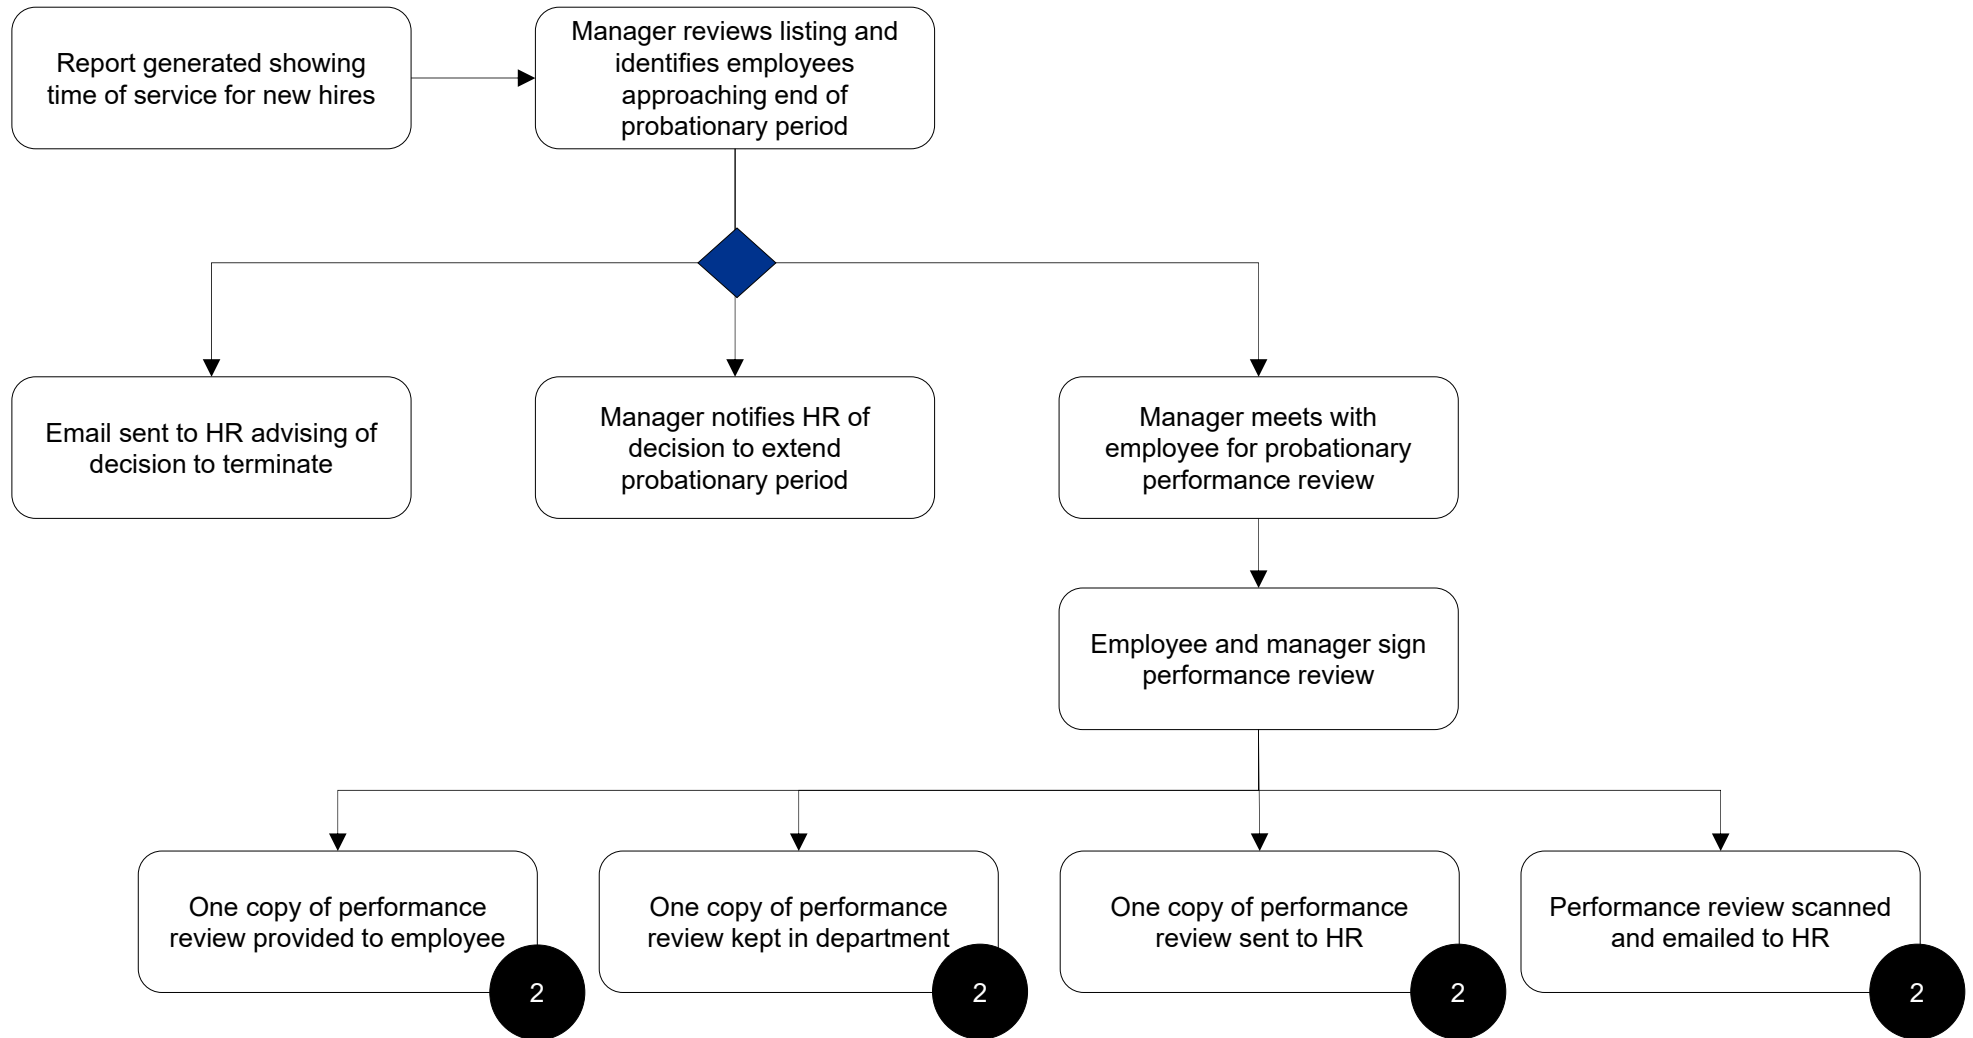 Report generated showing
time of service for new hires
Manager reviews listing and
identifies employees
approaching end of
probationary period
Email sent to HR advising of
decision to terminate
Manager notifies HR of
decision to extend
probationary period
Manager meets with
employee for probationary
performance review
Employee and manager sign
performance review
One copy of performance
review provided to employee
2
One copy of performance
review kept in department
2
One copy of performance
review sent to HR
2
Performance review scanned
and emailed to HR
2